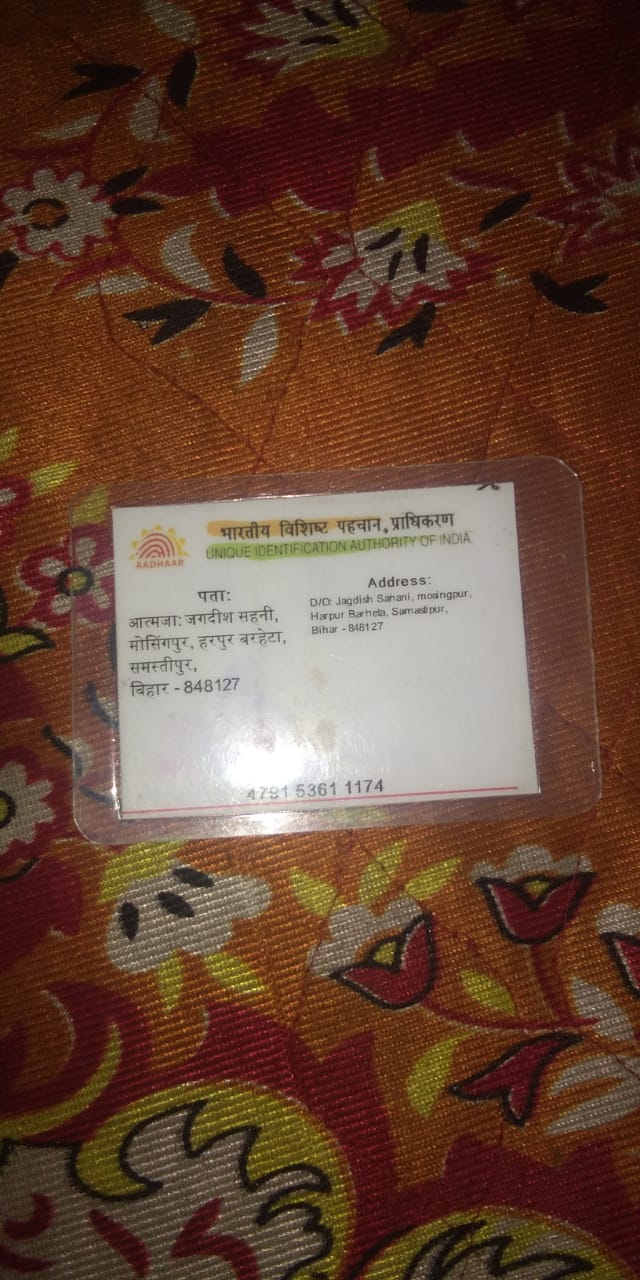 भारतीय विशिष्ट पहचान प्राधिकरण
UNIQUE IDENTIFICATION AUTHORITY OF INDIA
AADHAAR
पता:
आत्मजा: जगदीश सहनी,
मोसिंगपुर, हरपुर बरहेटा,
समस्तीपुर,
बिहार - 848127
Address:
D/O: Jagdish Sahani, mosingpur,
Harpur Barheta, Samastipur,
Bihar - 848127
4791 5361 1174